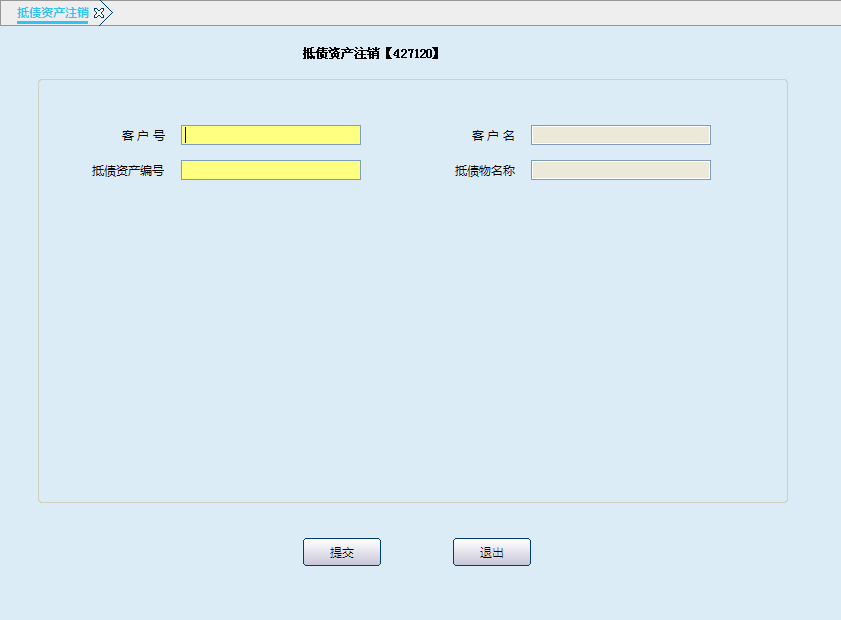 抵债资产注销
抵债资产注销【427120】
客 户 号
客 户 名
抵债资产编号
抵债物名称
提交
退出